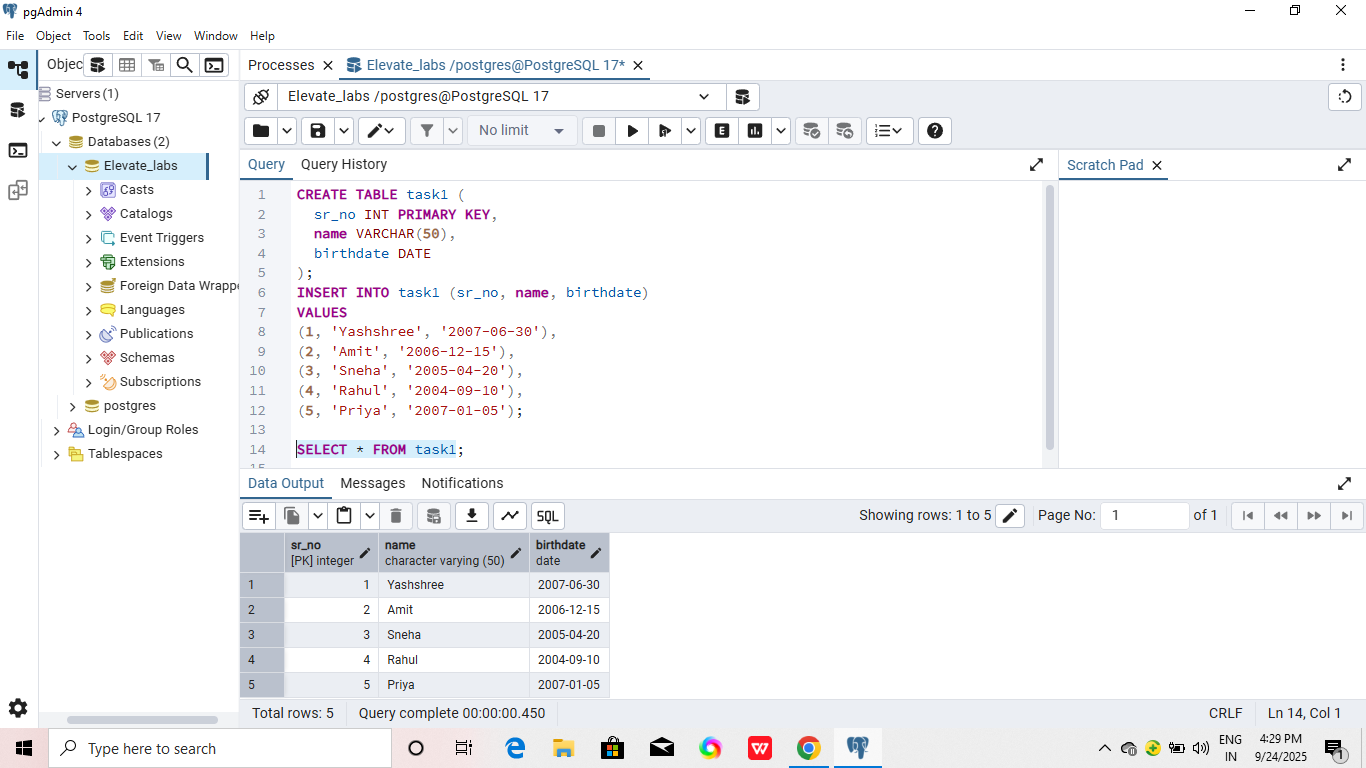 pgAdmin 4
File Object Tools Edit View Window Help
Objec
Processes
Elevate_labs /postgres@PostgreSQL 17*
Servers (1)
PostgreSQL 17
Databases (2)
Elevate_labs
Casts
Catalogs
Event Triggers
Extensions
Foreign Data Wrappe
Languages
Publications
Schemas
Subscriptions
postgres
Login/Group Roles
Tablespaces
Elevate_labs /postgres@PostgreSQL 17
No limit
E
Query Query History
Scratch Pad
1 CREATE TABLE task1 (
2 sr_no INT PRIMARY KEY,
3 name VARCHAR(50),
4 birthdate DATE
5 );
6 INSERT INTO task1 (sr_no, name, birthdate)
7 VALUES
8 (1, 'Yashshree', '2007-06-30'),
9 (2, 'Amit', '2006-12-15'),
10 (3, 'Sneha', '2005-04-20'),
11 (4, 'Rahul', '2004-09-10'),
12 (5, 'Priya', '2007-01-05');
13
14 SELECT * FROM task1;
15
Data Output Messages Notifications
SQL
Showing rows: 1 to 5
Page No: 1 of 1
sr_no name birthdate
[PK] integer character varying (50) date
1 1 Yashshree 2007-06-30
2 2 Amit 2006-12-15
3 3 Sneha 2005-04-20
4 4 Rahul 2004-09-10
5 5 Priya 2007-01-05
Total rows: 5 Query complete 00:00:00.450
CRLF Ln 14, Col 1
Type here to search
W
ENG
IN
4:29 PM
9/24/2025
1